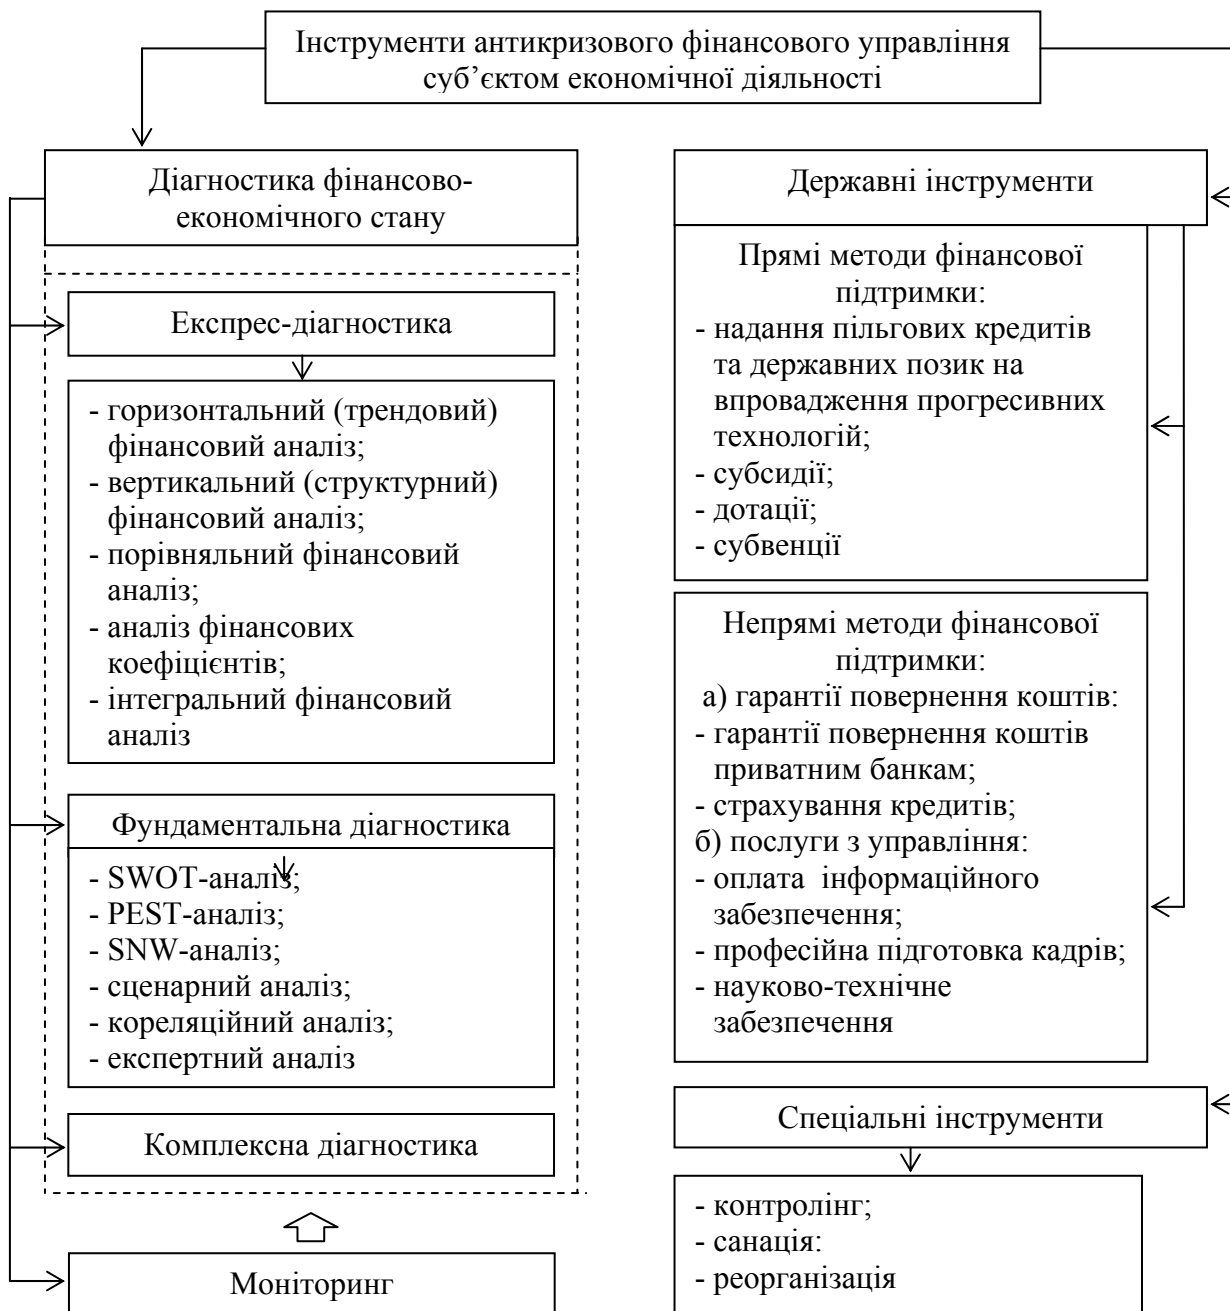 Інструменти антикризового фінансового управління
суб’єктом економічної діяльності
Діагностика фінансово-
економічного стану
Експрес-діагностика
- горизонтальний (трендовий)
фінансовий аналіз;
- вертикальний (структурний)
фінансовий аналіз;
- порівняльний фінансовий
аналіз;
- аналіз фінансових
коефіцієнтів;
- інтегральний фінансовий
аналіз
Фундаментальна діагностика
- SWOT-аналіз;
- PEST-аналіз;
- SNW-аналіз;
- сценарний аналіз;
- кореляційний аналіз;
- експертний аналіз
Комплексна діагностика
Моніторинг
Державні інструменти
Прямі методи фінансової
підтримки:
- надання пільгових кредитів
та державних позик на
впровадження прогресивних
технологій;
- субсидії;
- дотації;
- субвенції
Непрямі методи фінансової
підтримки:
а) гарантії повернення коштів:
- гарантії повернення коштів
приватним банкам;
- страхування кредитів;
б) послуги з управління:
- оплата інформаційного
забезпечення;
- професійна підготовка кадрів;
- науково-технічне
забезпечення
Спеціальні інструменти
- контролінг;
- санація:
- реорганізація